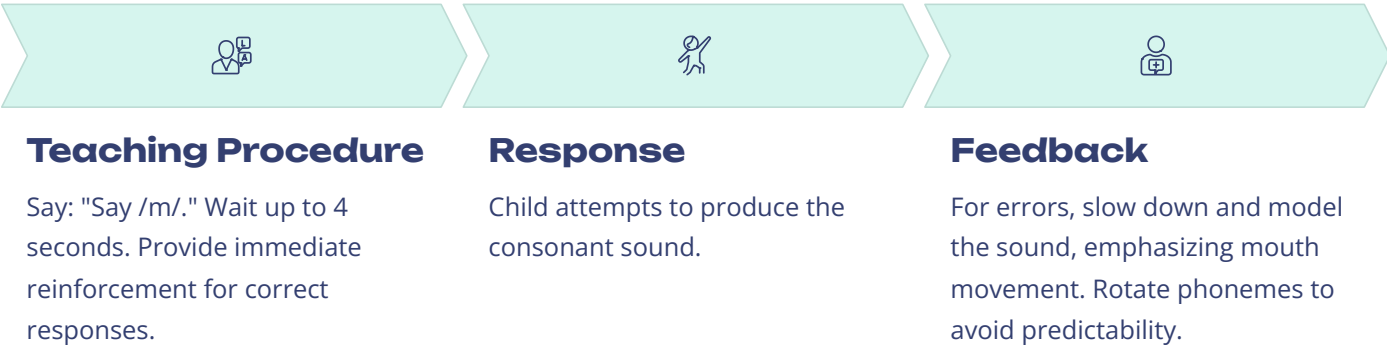 L
A
Teaching Procedure
Say: "Say /m/." Wait up to 4
seconds. Provide immediate
reinforcement for correct
responses.
Response
Child attempts to produce the
consonant sound.
Feedback
For errors, slow down and model
the sound, emphasizing mouth
movement. Rotate phonemes to
avoid predictability.